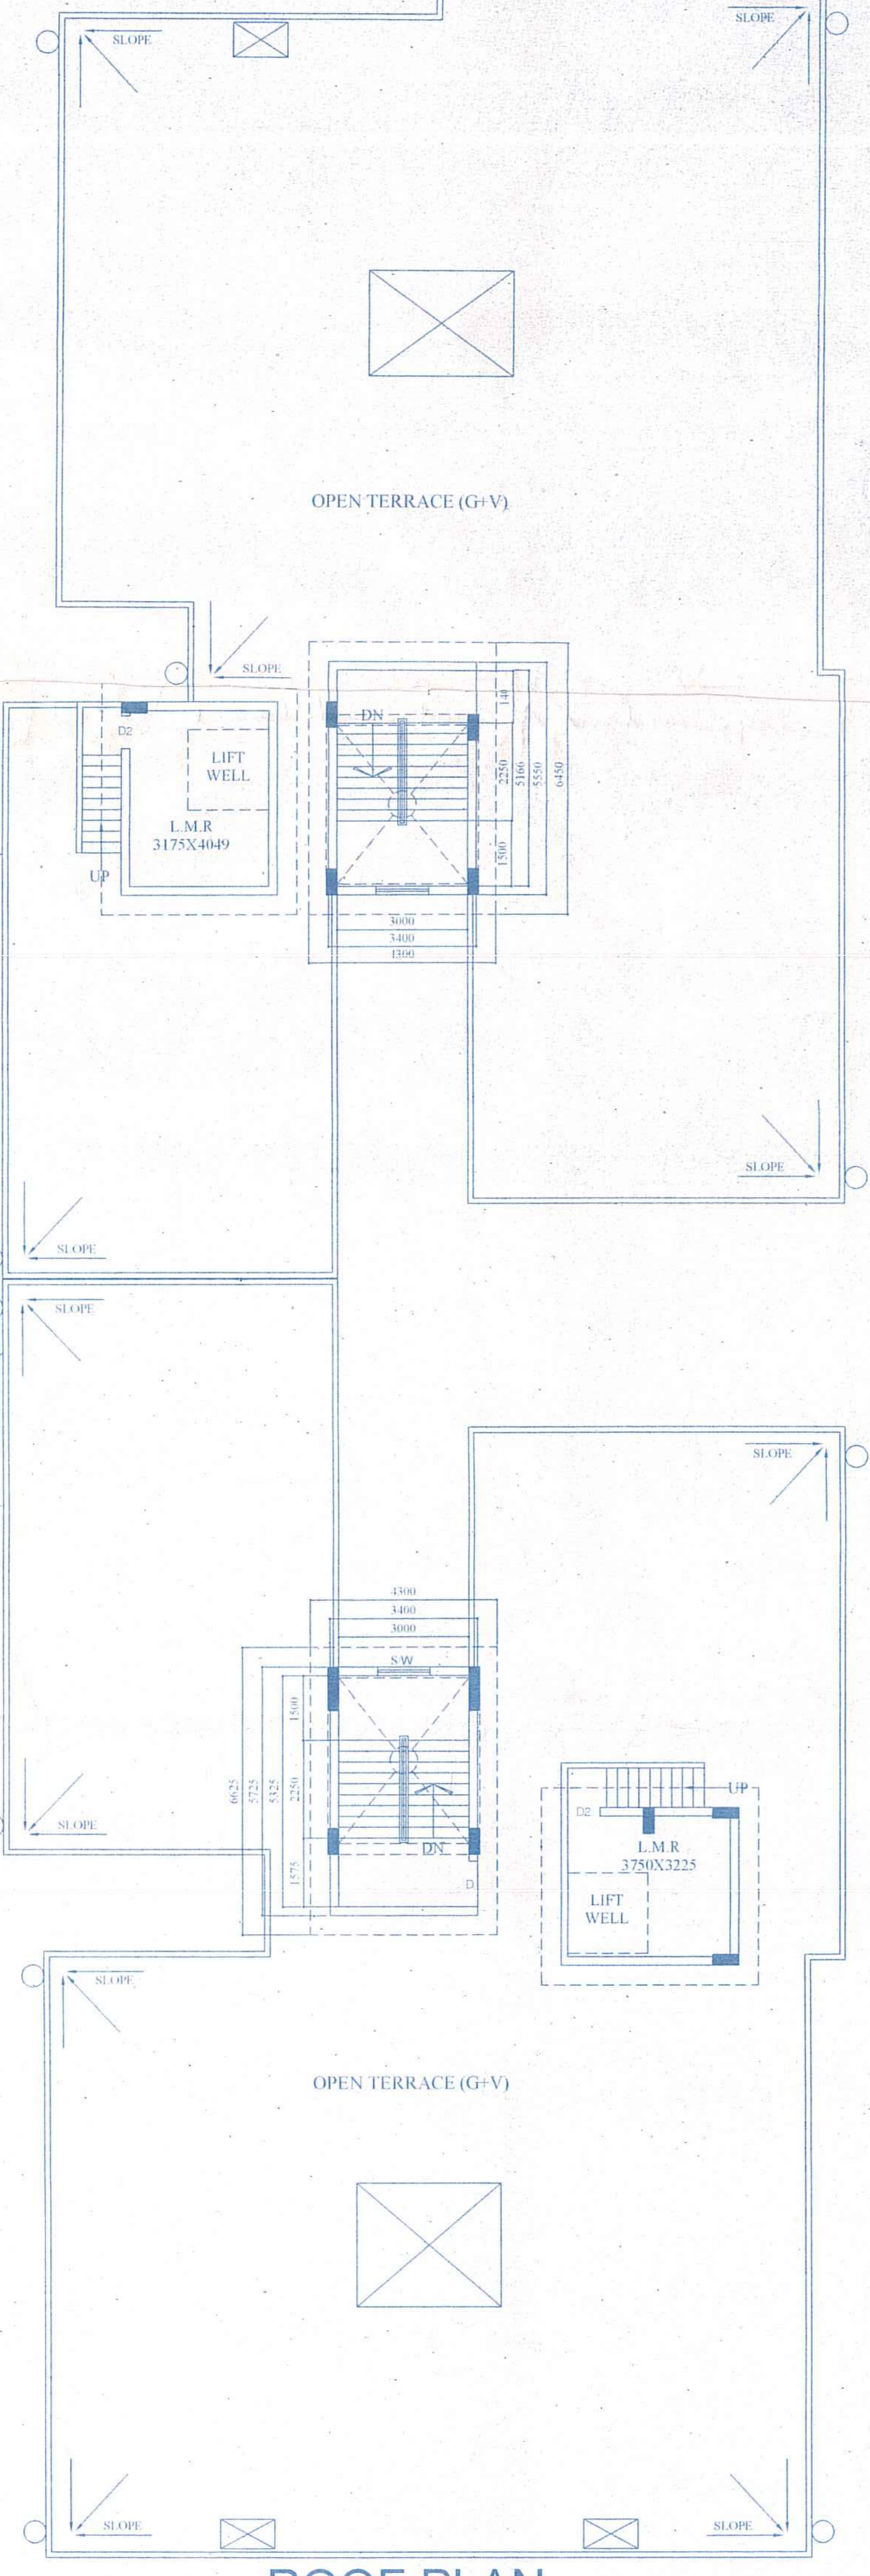 SLOPE
SLOPE
OPEN TERRACE (G+V)
SLOPE
DN
D2
LIFT
WELL
L.M.R
3175X4049
UP
2250
5166
5550
6450
1500
3000
3400
4300
SLOPE
SLOPE
SLOPE
SLOPE
4300
3400
3000
S/W
1500
6625
5725
5325
2250
1575
DN
D
UP
D2
L.M.R
3750X3225
LIFT
WELL
SLOPE
SLOPE
OPEN TERRACE (G+V)
SLOPE
SLOPE
ROOF PLAN